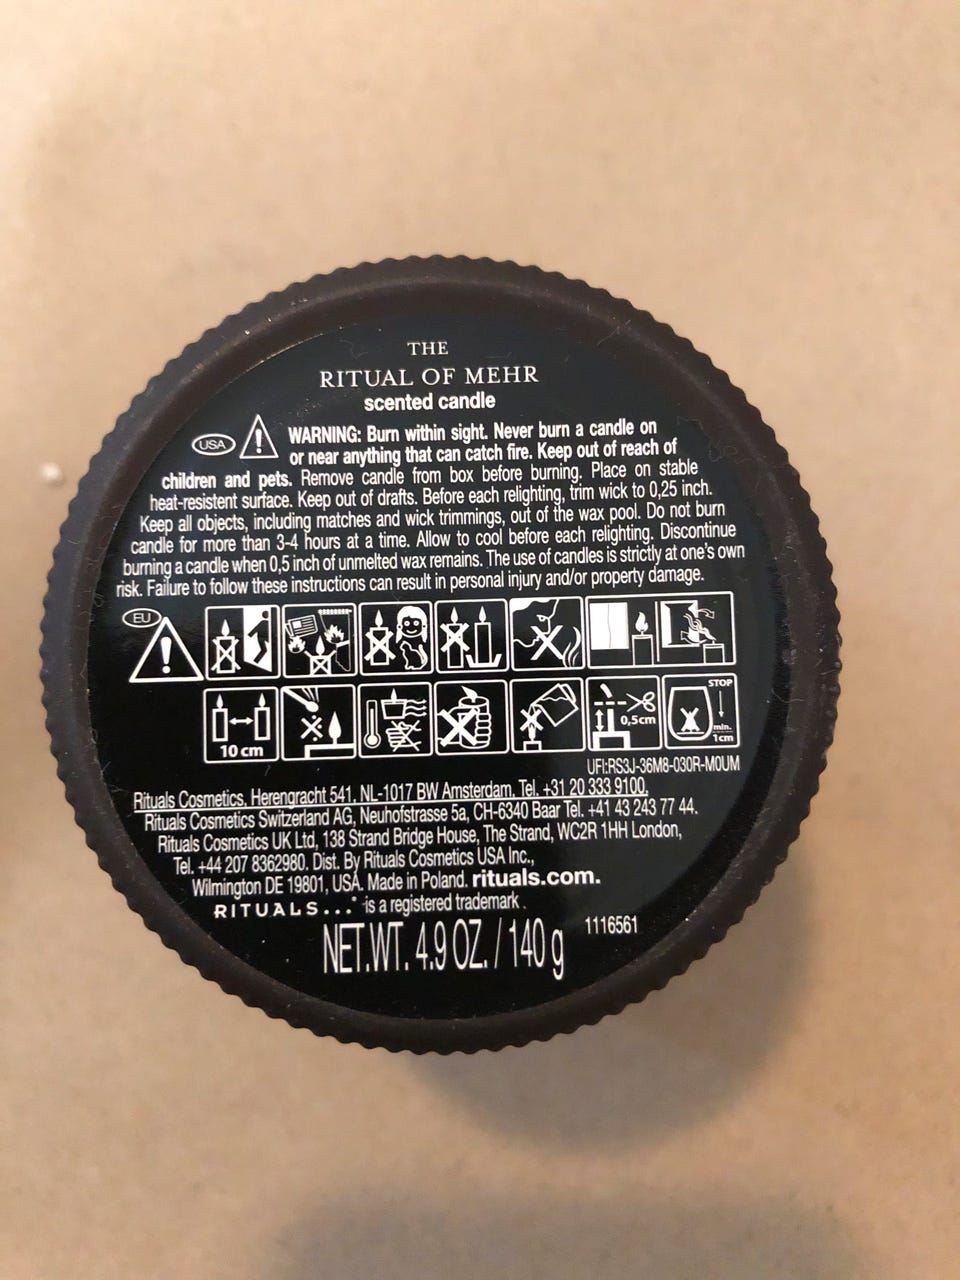 THE
RITUAL OF MEHR
scented candle
USA
WARNING: Burn within sight. Never burn a candle on
or near anything that can catch fire. Keep out of reach of
children and pets. Remove candle from box before burning. Place on stable
heat-resistent surface. Keep out of drafts. Before each relighting, trim wick to 0,25 inch.
Keep all objects, including matches and wick trimmings, out of the wax pool. Do not burn
candle for more than 3-4 hours at a time. Allow to cool before each relighting. Discontinue
burning a candle when 0,5 inch of unmelted wax remains. The use of candles is strictly at one's own
risk. Failure to follow these instructions can result in personal injury and/or property damage.
EU
10 cm
0,5cm
STOP
min.
1cm
UFI:RS3J-36M8-030R-M0UM
Rituals Cosmetics, Herengracht 541, NL-1017 BW Amsterdam. Tel. +31 20 333 9100.
Rituals Cosmetics Switzerland AG, Neuhofstrasse 5a, CH-6340 Baar Tel. +41 43 243 77 44.
Rituals Cosmetics UK Ltd, 138 Strand Bridge House, The Strand, WC2R 1HH London,
Tel. +44 207 8362980. Dist. By Rituals Cosmetics USA Inc.,
Wilmington DE 19801, USA. Made in Poland. rituals.com.
RITUALS...® is a registered trademark.
1116561
NET.WT. 4.9 OZ. / 140 g